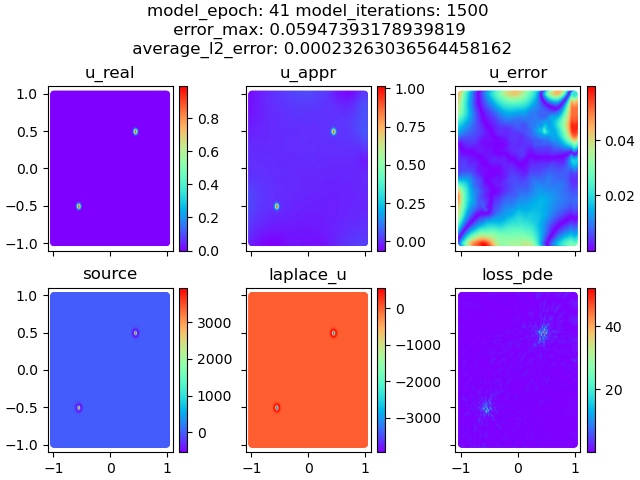 model_epoch: 41 model_iterations: 1500
error_max: 0.05947393178939819
average_l2_error: 0.00023263036564458162
u_real
u_appr
u_error
1.0
0.5
0.0
−0.5
−1.0
0.8
0.6
0.4
0.2
0.0
1.00
0.75
0.50
0.25
0.00
0.04
0.02
source
laplace_u
loss_pde
1.0
0.5
0.0
−0.5
−1.0
3000
2000
1000
0
0
−1000
−2000
−3000
40
20
−1 0 1
−1 0 1
−1 0 1